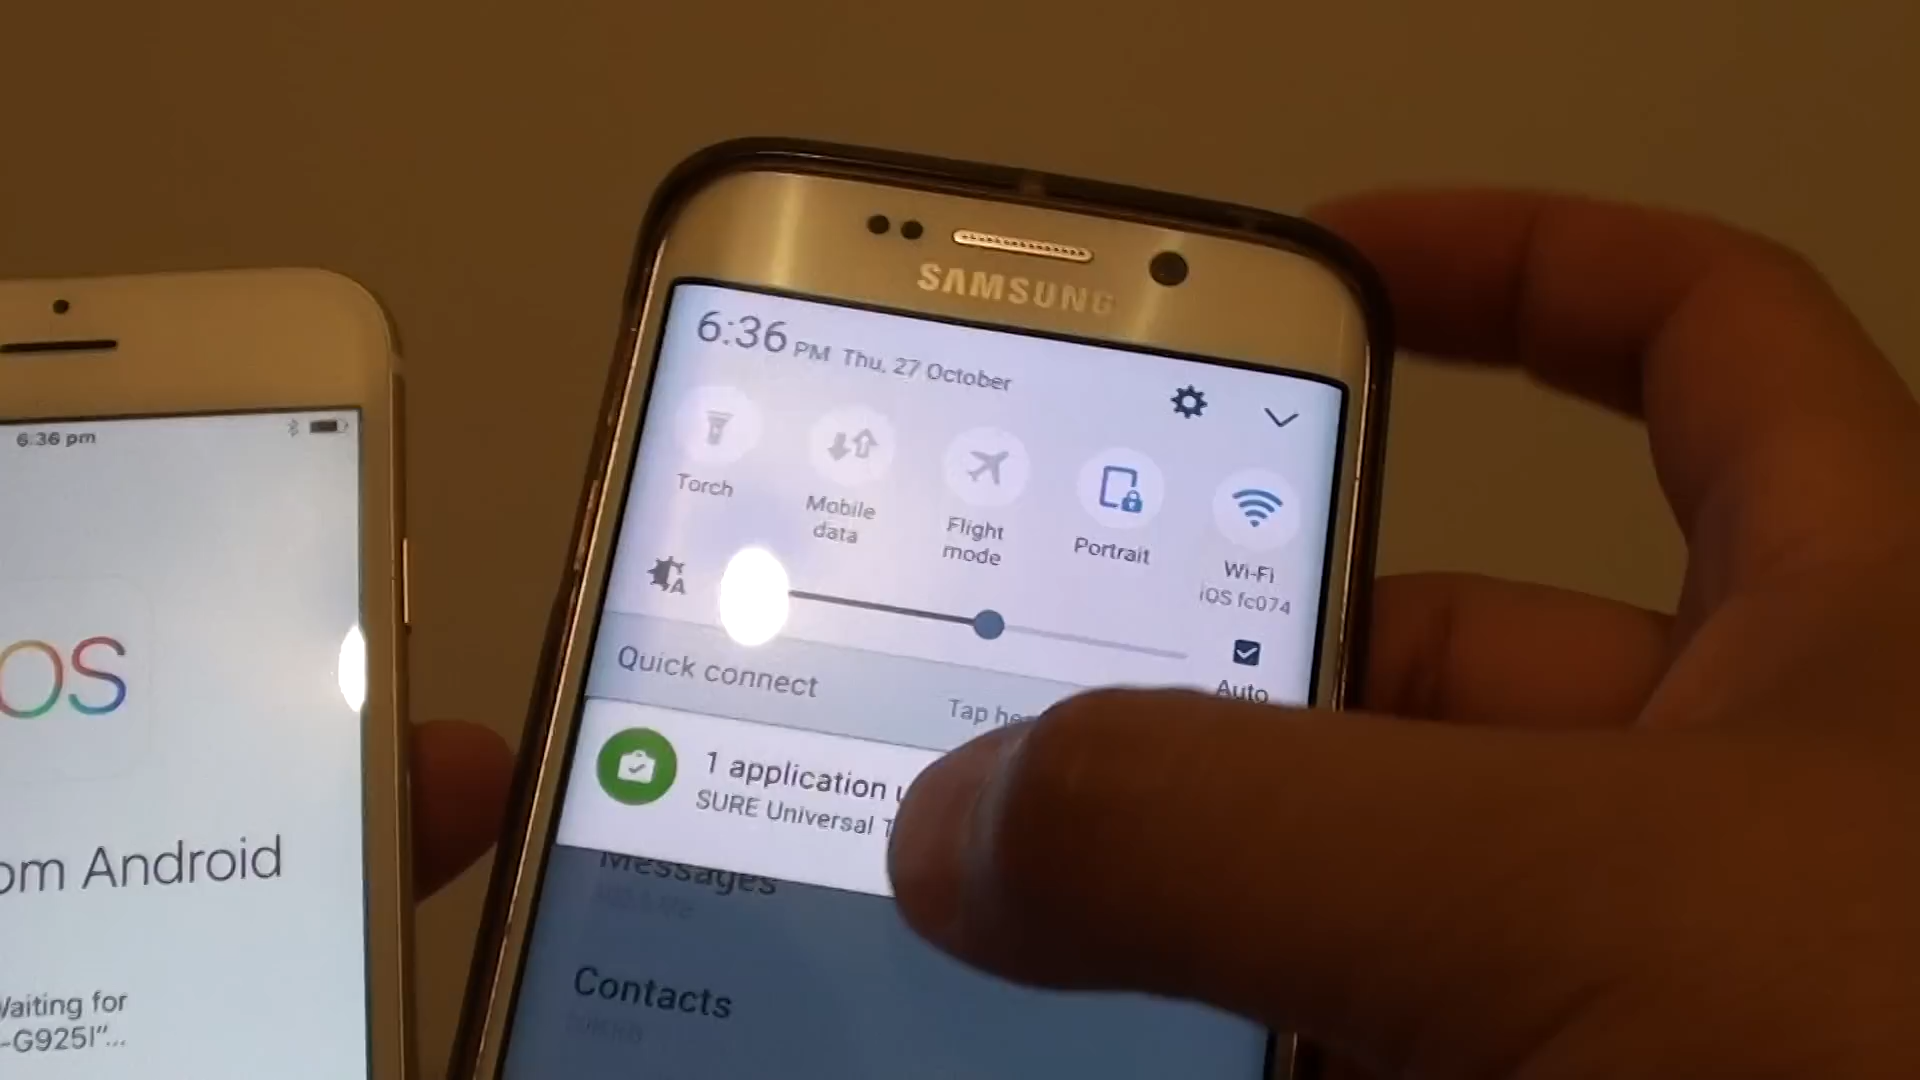 SAMSUNG
6:36 PM Thu, 27 October
Torch
Mobile
data
Flight
mode
Portrait
Wi-Fi
iOS fc074
Auto
Quick connect
Tap he
1 application
SURE Universal
Messages
Contacts
6:36 pm
OS
om Android
Waiting for
-G925I"...